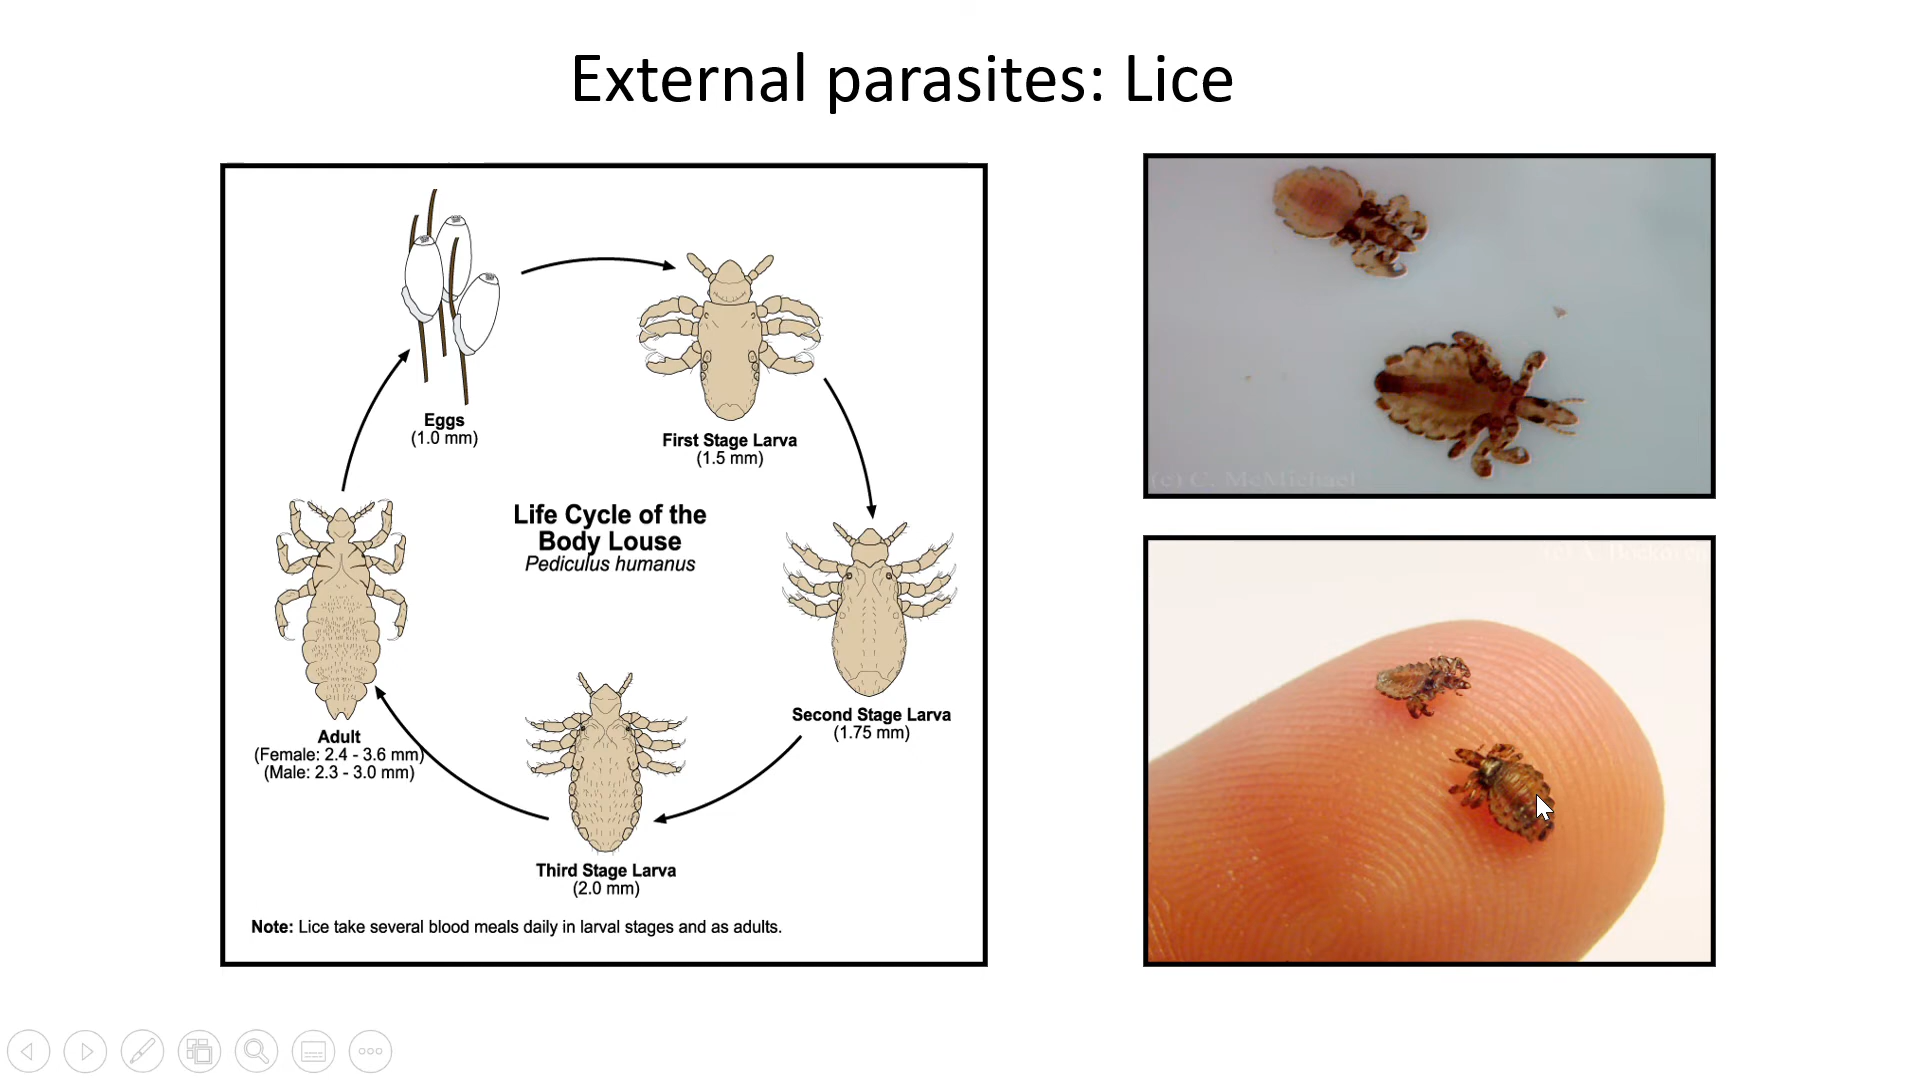 External parasites: Lice
Eggs
(1.0 mm)
First Stage Larva
(1.5 mm)
Life Cycle of the
Body Louse
Pediculus humanus
Second Stage Larva
(1.75 mm)
Adult
(Female: 2.4 - 3.6 mm)
(Male: 2.3 - 3.0 mm)
Third Stage Larva
(2.0 mm)
Note: Lice take several blood meals daily in larval stages and as adults.
(c) C. McMichael